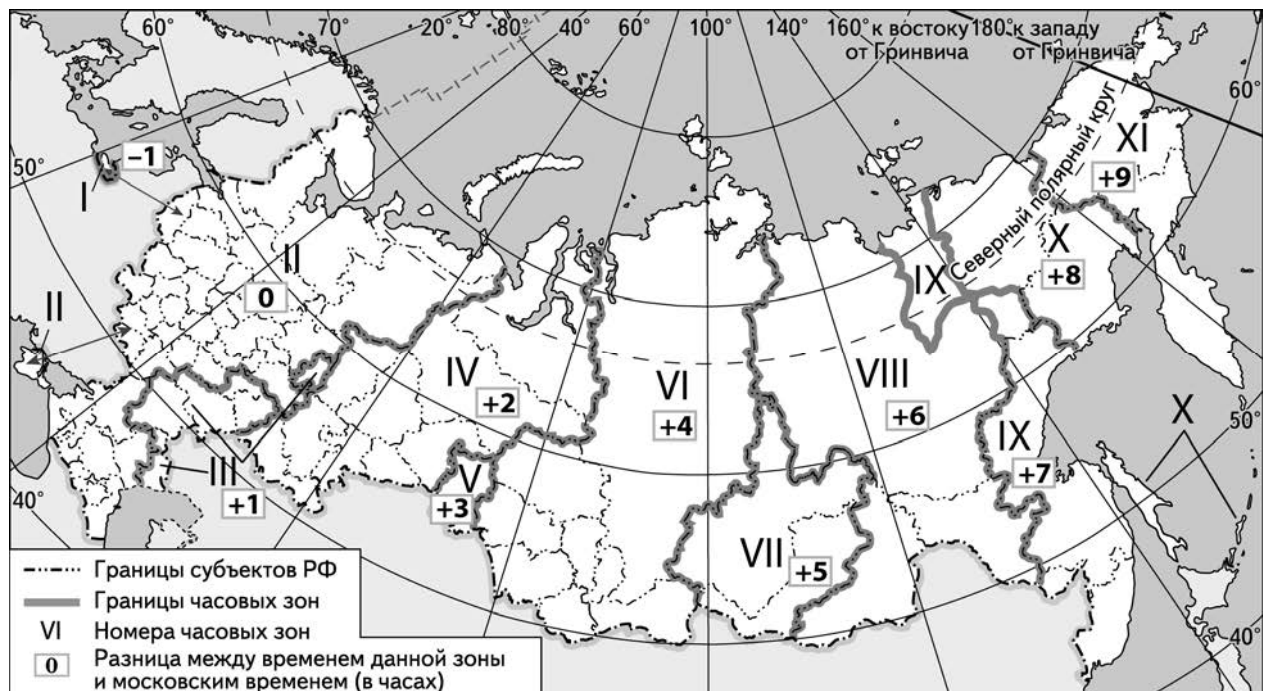 60°
70°
20°
40°
60°
100°
140°
160°
к востоку
от Гринвича
180°
к западу
от Гринвича
60°
50°
50°
40°
40°
Северный полярный круг
I
–1
II
II
0
III
+1
IV
+2
V
+3
VI
+4
VII
+5
VIII
+6
IX
IX
+7
X
+8
X
XI
+9
Границы субъектов РФ
Границы часовых зон
VI Номера часовых зон
0 Разница между временем данной зоны
и московским временем (в часах)